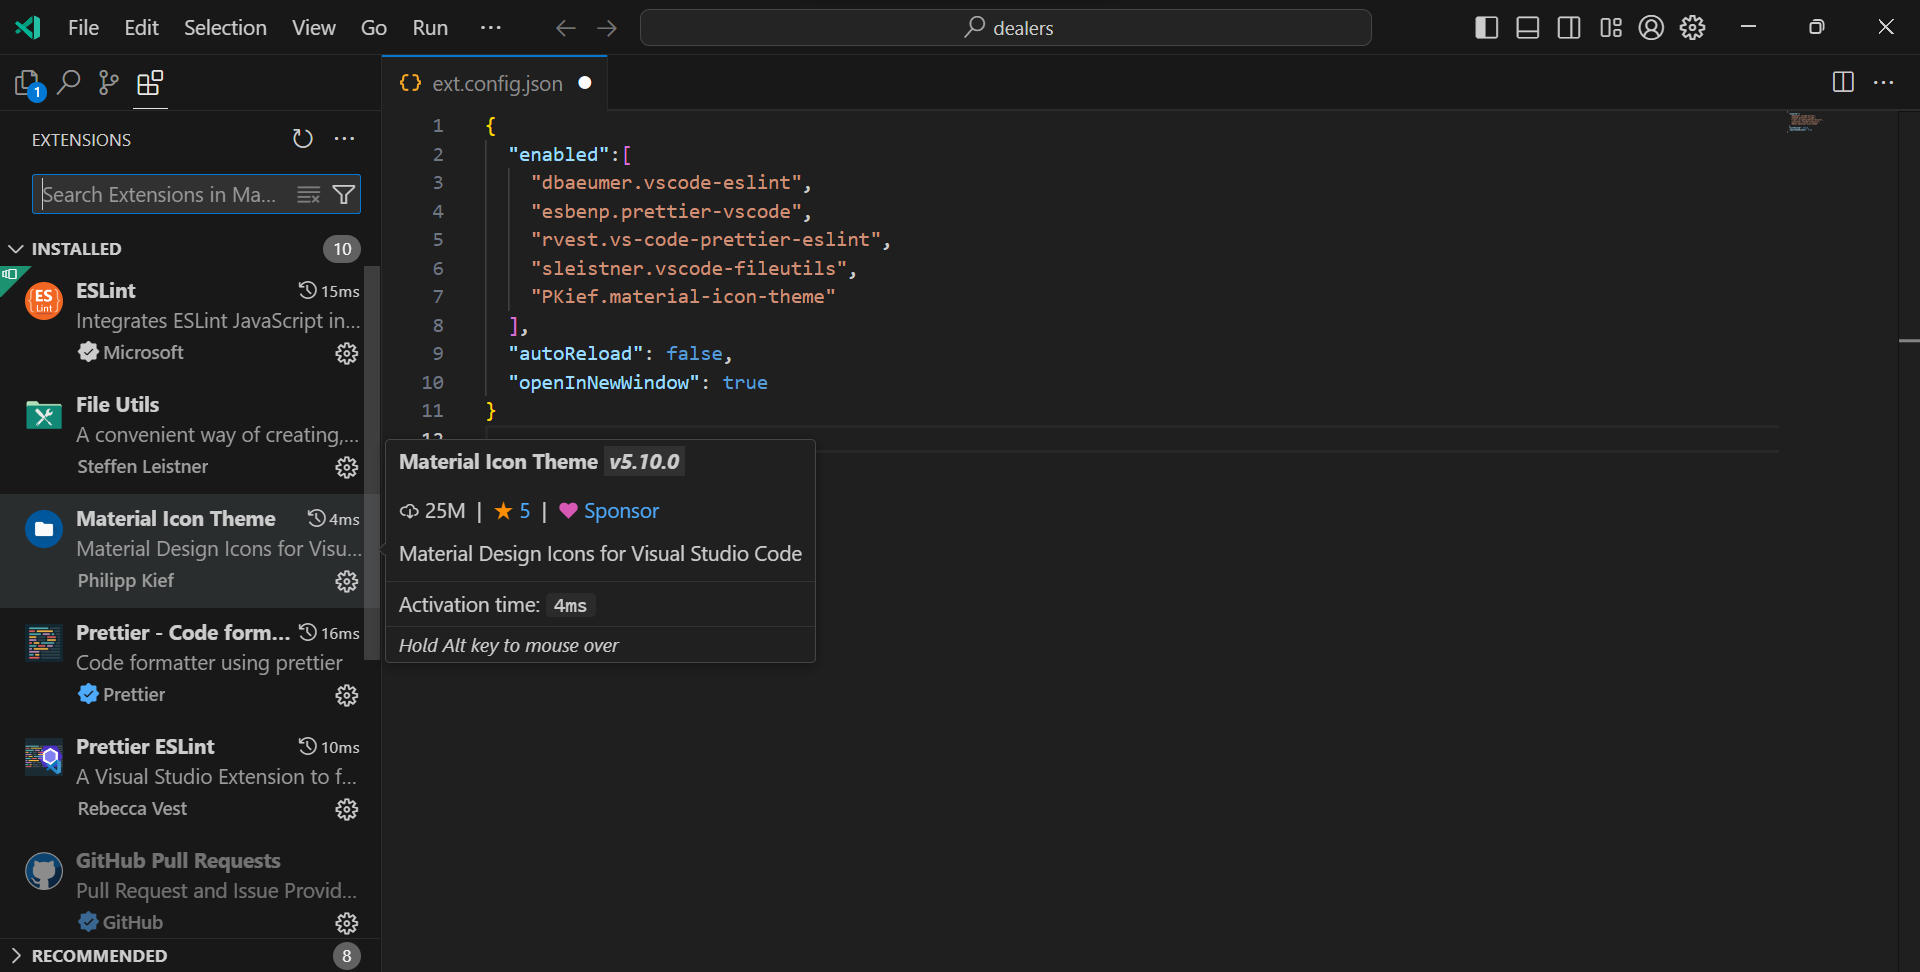 File Edit Selection View Go Run ···
dealers
1
EXTENSIONS
Search Extensions in Ma...
INSTALLED 10
ESLint 15ms
Integrates ESLint JavaScript in...
Microsoft
File Utils
A convenient way of creating,...
Steffen Leistner
Material Icon Theme 4ms
Material Design Icons for Visu...
Philipp Kief
Prettier - Code form... 16ms
Code formatter using prettier
Prettier
Prettier ESLint 10ms
A Visual Studio Extension to f...
Rebecca Vest
GitHub Pull Requests
Pull Request and Issue Provid...
GitHub
RECOMMENDED 8
ES
Lint
{} ext.config.json
1 {
2 "enabled":[
3 "dbaeumer.vscode-eslint",
4 "esbenp.prettier-vscode",
5 "rvest.vs-code-prettier-eslint",
6 "sleistner.vscode-fileutils",
7 "PKief.material-icon-theme"
8 ],
9 "autoReload": false,
10 "openInNewWindow": true
11 }
12
Material Icon Theme v5.10.0
25M | ★ 5 | Sponsor
Material Design Icons for Visual Studio Code
Activation time: 4ms
Hold Alt key to mouse over